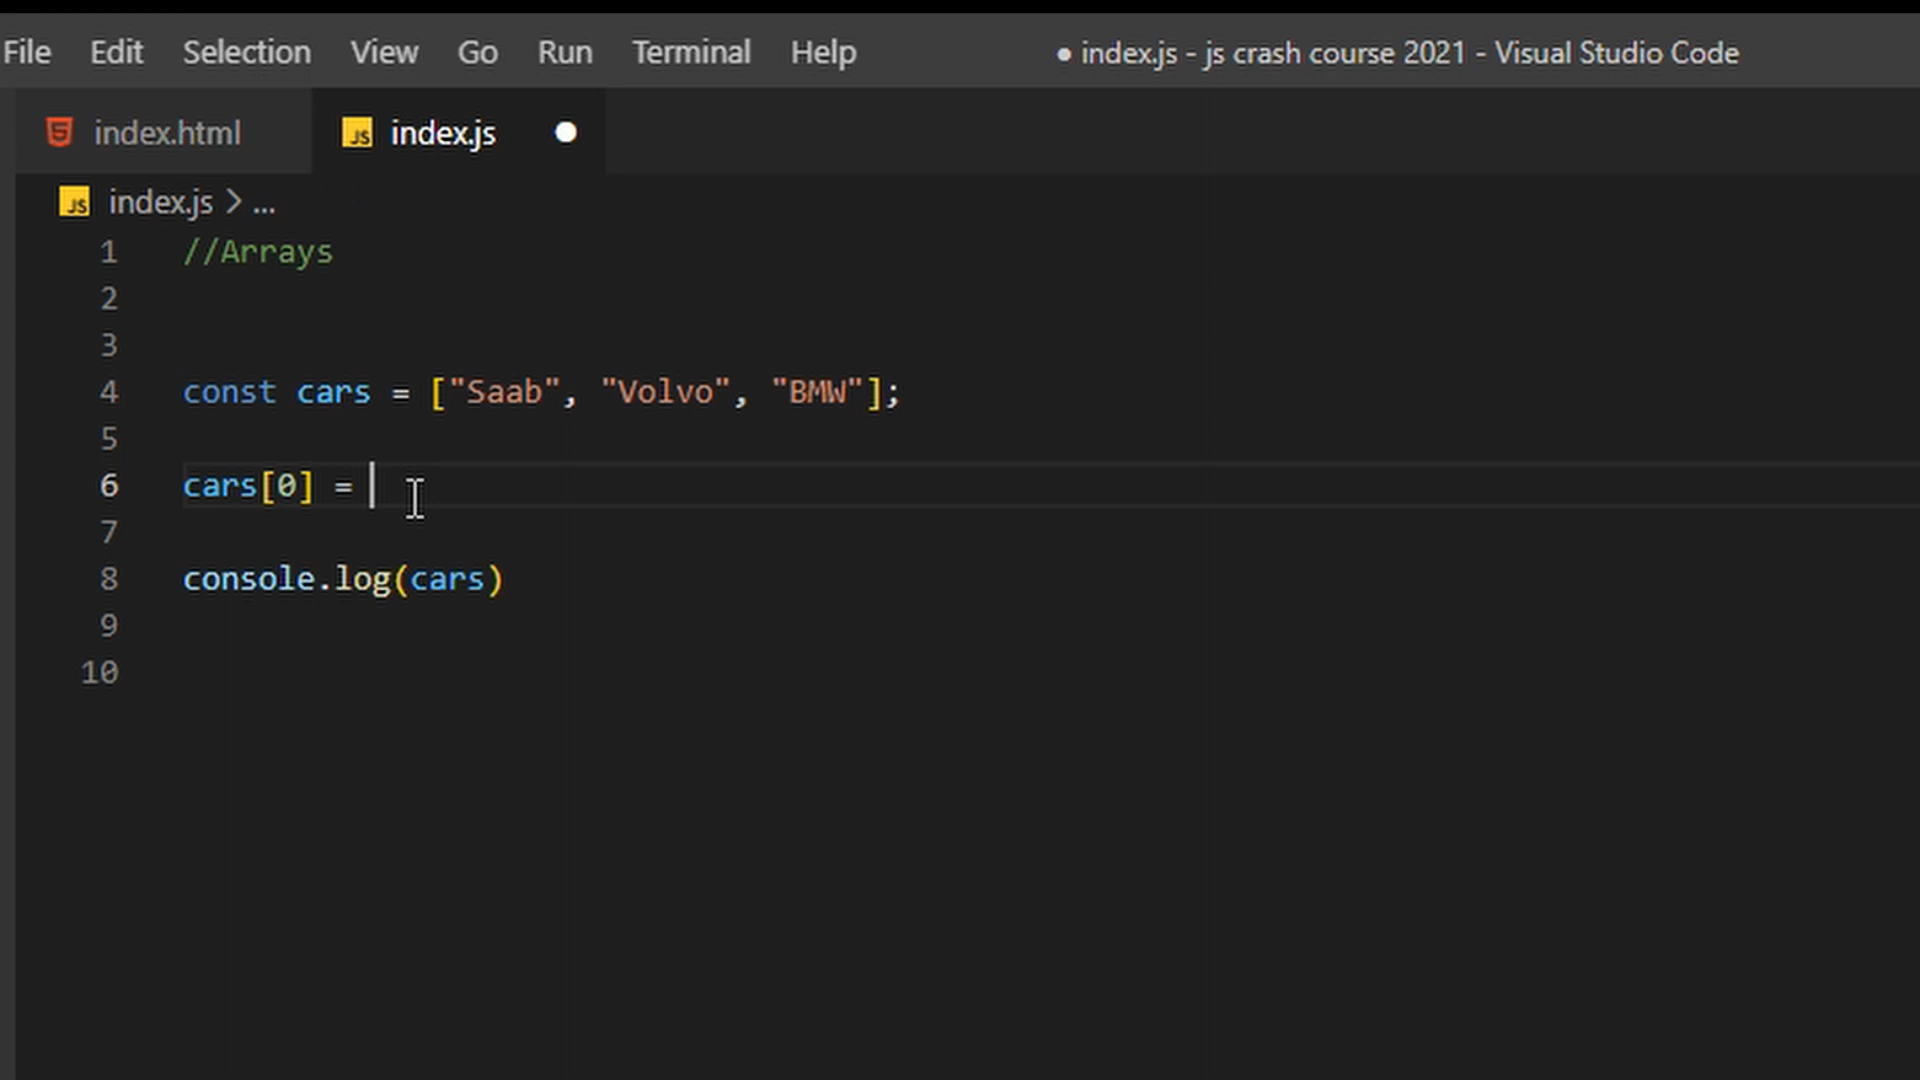 File Edit Selection View Go Run Terminal Help ● index.js - js crash course 2021 - Visual Studio Code
index.html JS index.js ●
JS index.js > ...
1 //Arrays
2
3
4 const cars = ["Saab", "Volvo", "BMW"];
5
6 cars[0] =
7
8 console.log(cars)
9
10